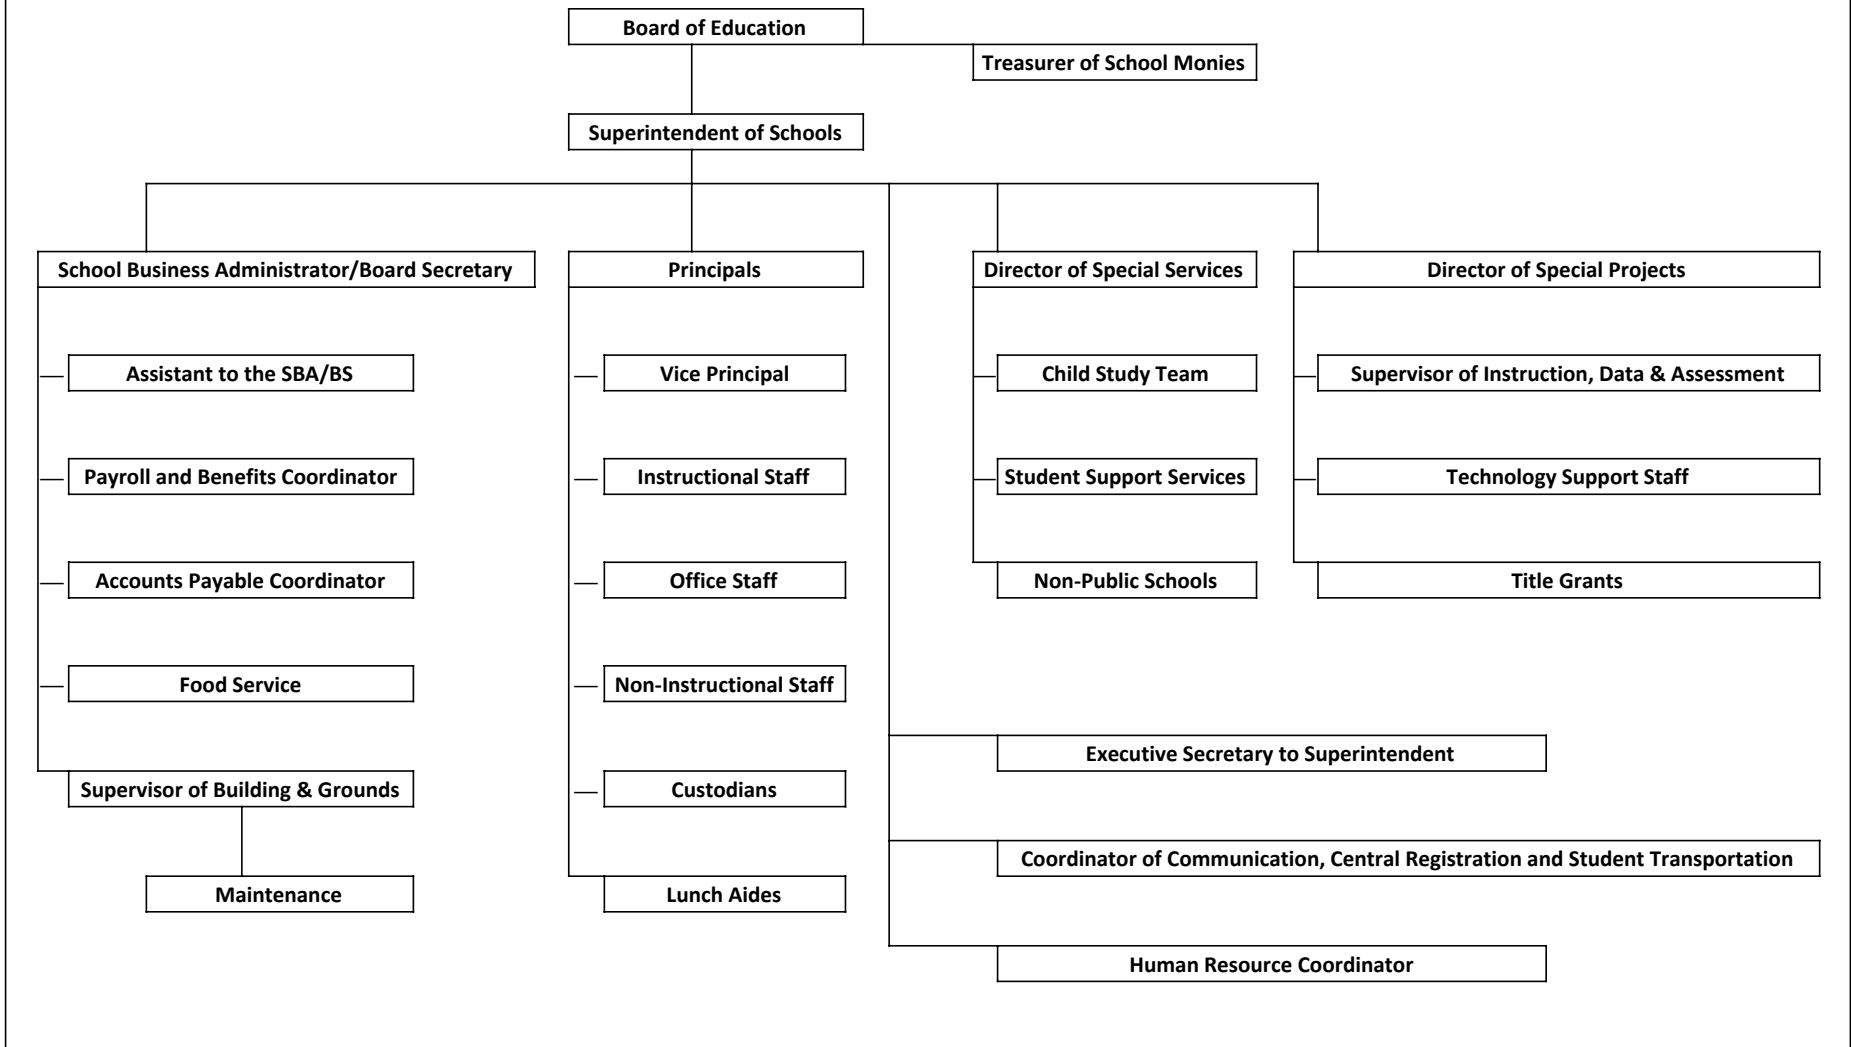 Board of Education
Treasurer of School Monies
Superintendent of Schools
School Business Administrator/Board Secretary
Principals
Director of Special Services
Director of Special Projects
Assistant to the SBA/BS
Vice Principal
Child Study Team
Supervisor of Instruction, Data & Assessment
Payroll and Benefits Coordinator
Instructional Staff
Student Support Services
Technology Support Staff
Accounts Payable Coordinator
Office Staff
Non-Public Schools
Title Grants
Food Service
Non-Instructional Staff
Executive Secretary to Superintendent
Supervisor of Building & Grounds
Custodians
Coordinator of Communication, Central Registration and Student Transportation
Maintenance
Lunch Aides
Human Resource Coordinator